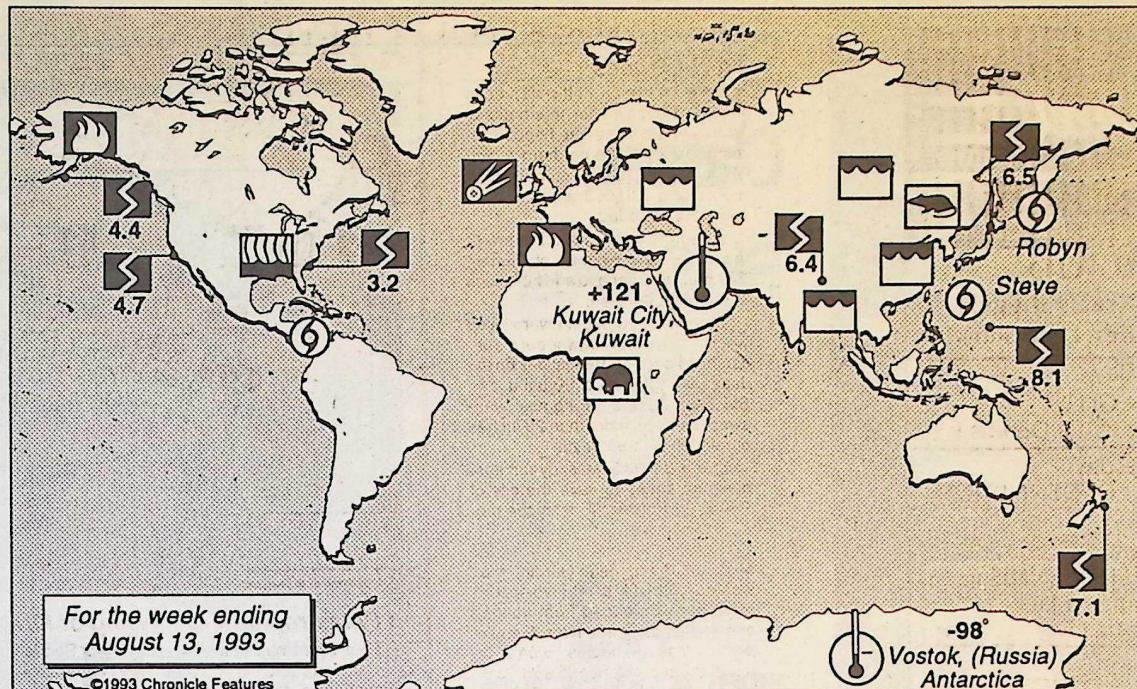 6.5
Robyn
4.4
6.4
3.2
Steve
4.7
+121°
Kuwait City,
Kuwait
8.1
7.1
For the week ending
August 13, 1993
-98°
Vostok, (Russia)
Antarctica
©1993 Chronicle Features